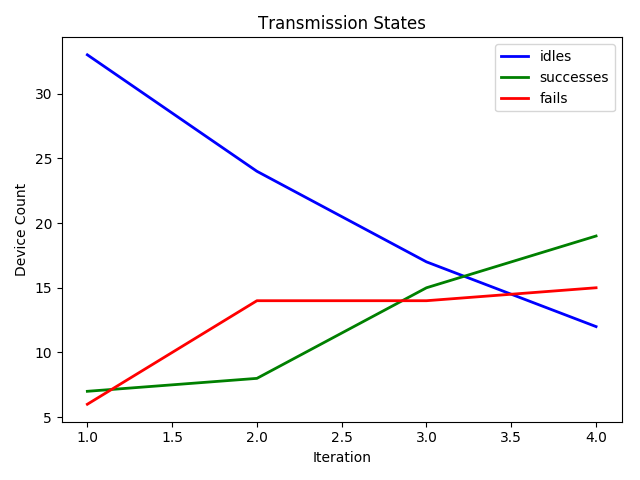 Transmission States
idles
successes
fails
Device Count
30
25
20
15
10
5
1.0 1.5 2.0 2.5 3.0 3.5 4.0
Iteration